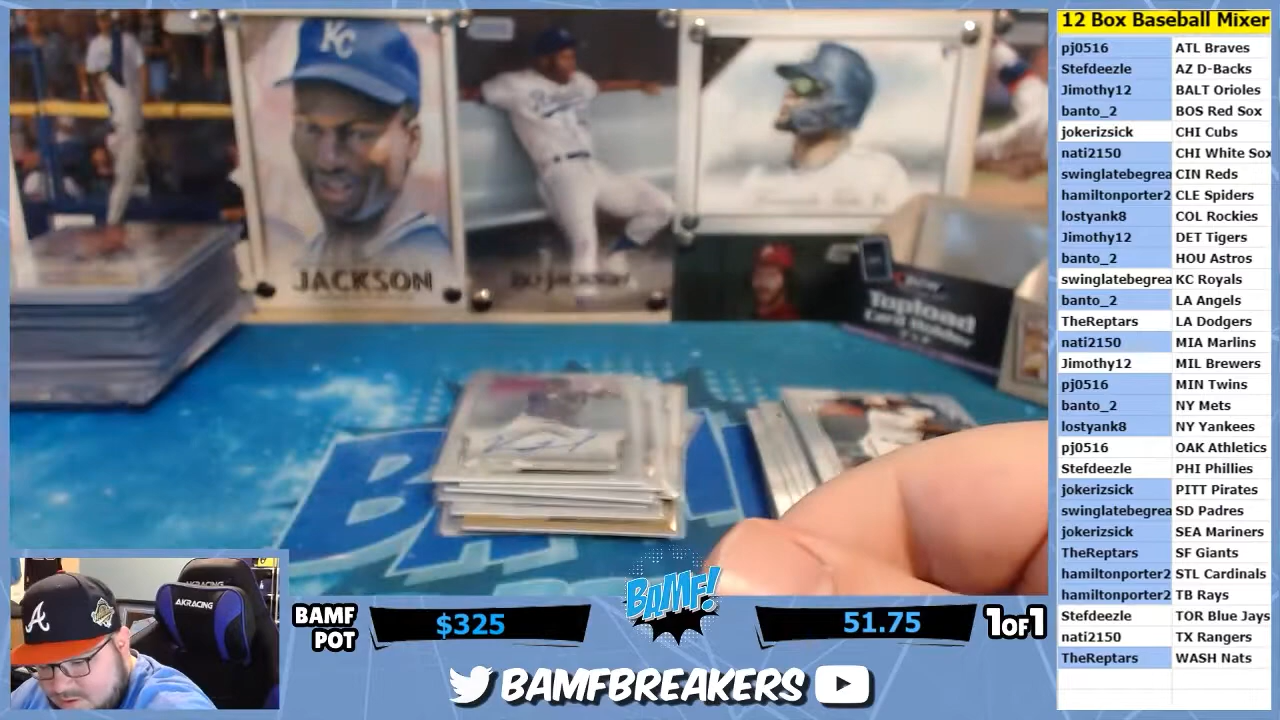 12 Box Baseball Mixer
pj0516 ATL Braves
Stefdeezle AZ D-Backs
Jimothy12 BALT Orioles
banto_2 BOS Red Sox
jokerizsick CHI Cubs
nati2150 CHI White Sox
swinglatebegrea CIN Reds
hamiltonporter2 CLE Spiders
lostyank8 COL Rockies
Jimothy12 DET Tigers
banto_2 HOU Astros
swinglatebegrea KC Royals
banto_2 LA Angels
TheReptars LA Dodgers
nati2150 MIA Marlins
Jimothy12 MIL Brewers
pj0516 MIN Twins
banto_2 NY Mets
lostyank8 NY Yankees
pj0516 OAK Athletics
Stefdeezle PHI Phillies
jokerizsick PITT Pirates
swinglatebegrea SD Padres
jokerizsick SEA Mariners
TheReptars SF Giants
hamiltonporter2 STL Cardinals
hamiltonporter2 TB Rays
Stefdeezle TOR Blue Jays
nati2150 TX Rangers
TheReptars WASH Nats
KC
JACKSON
Topload
Card Holder
A
AKRACING
BAMF
POT
$325
BAMF!
51.75
1OF1
BAMFBREAKERS